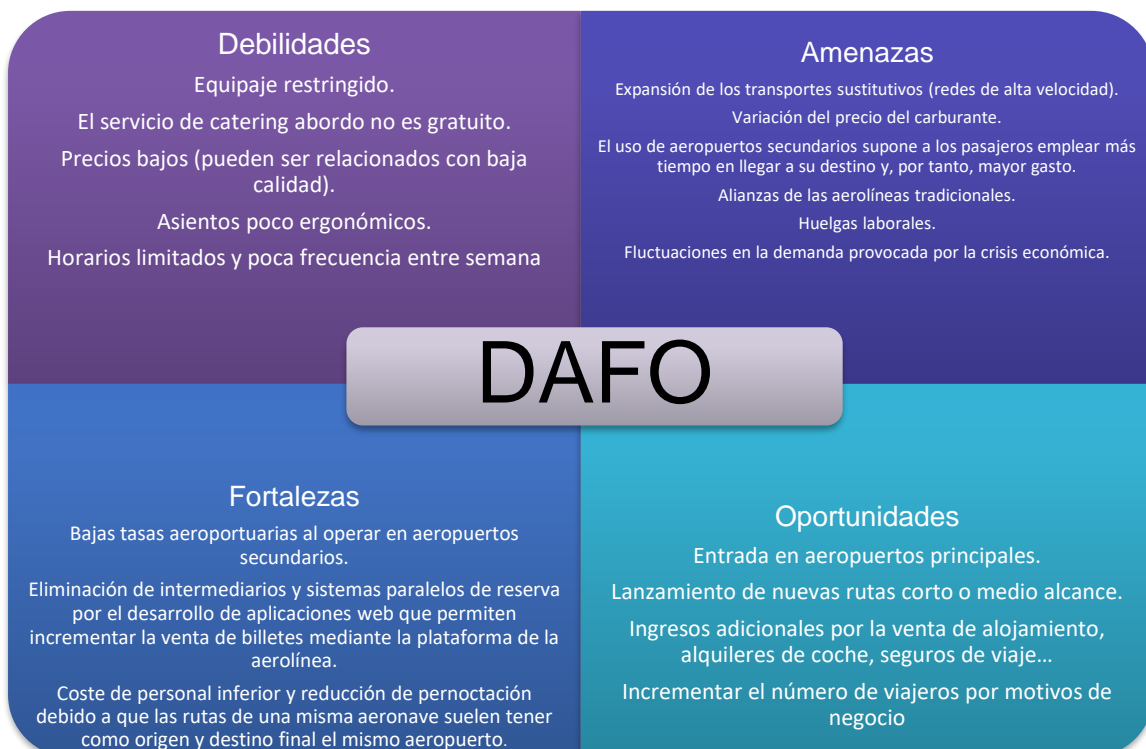 Debilidades
Equipaje restringido.
El servicio de catering abordo no es gratuito.
Precios bajos (pueden ser relacionados con baja
calidad).
Asientos poco ergonómicos.
Horarios limitados y poca frecuencia entre semana
Amenazas
Expansión de los transportes sustitutivos (redes de alta velocidad).
Variación del precio del carburante.
El uso de aeropuertos secundarios supone a los pasajeros emplear más
tiempo en llegar a su destino y, por tanto, mayor gasto.
Alianzas de las aerolíneas tradicionales.
Huelgas laborales.
Fluctuaciones en la demanda provocada por la crisis económica.
DAFO
Fortalezas
Bajas tasas aeroportuarias al operar en aeropuertos
secundarios.
Eliminación de intermediarios y sistemas paralelos de reserva
por el desarrollo de aplicaciones web que permiten
incrementar la venta de billetes mediante la plataforma de la
aerolínea.
Coste de personal inferior y reducción de pernoctación
debido a que las rutas de una misma aeronave suelen tener
como origen y destino final el mismo aeropuerto.
Oportunidades
Entrada en aeropuertos principales.
Lanzamiento de nuevas rutas corto o medio alcance.
Ingresos adicionales por la venta de alojamiento,
alquileres de coche, seguros de viaje…
Incrementar el número de viajeros por motivos de
negocio